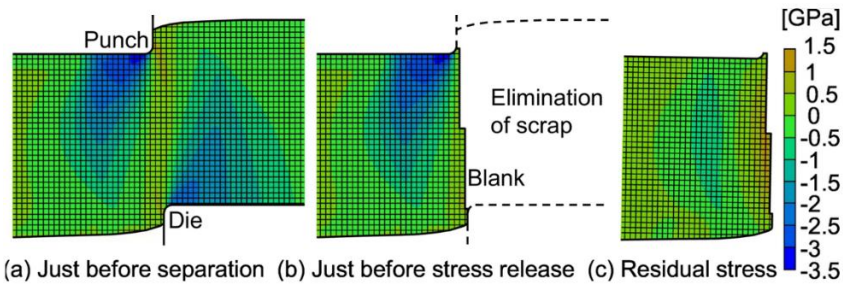 Punch
Die
Elimination
of scrap
Blank
[GPa]
1.5
1
0.5
0
-0.5
-1
-1.5
-2
-2.5
-3
-3.5
(a) Just before separation (b) Just before stress release (c) Residual stress